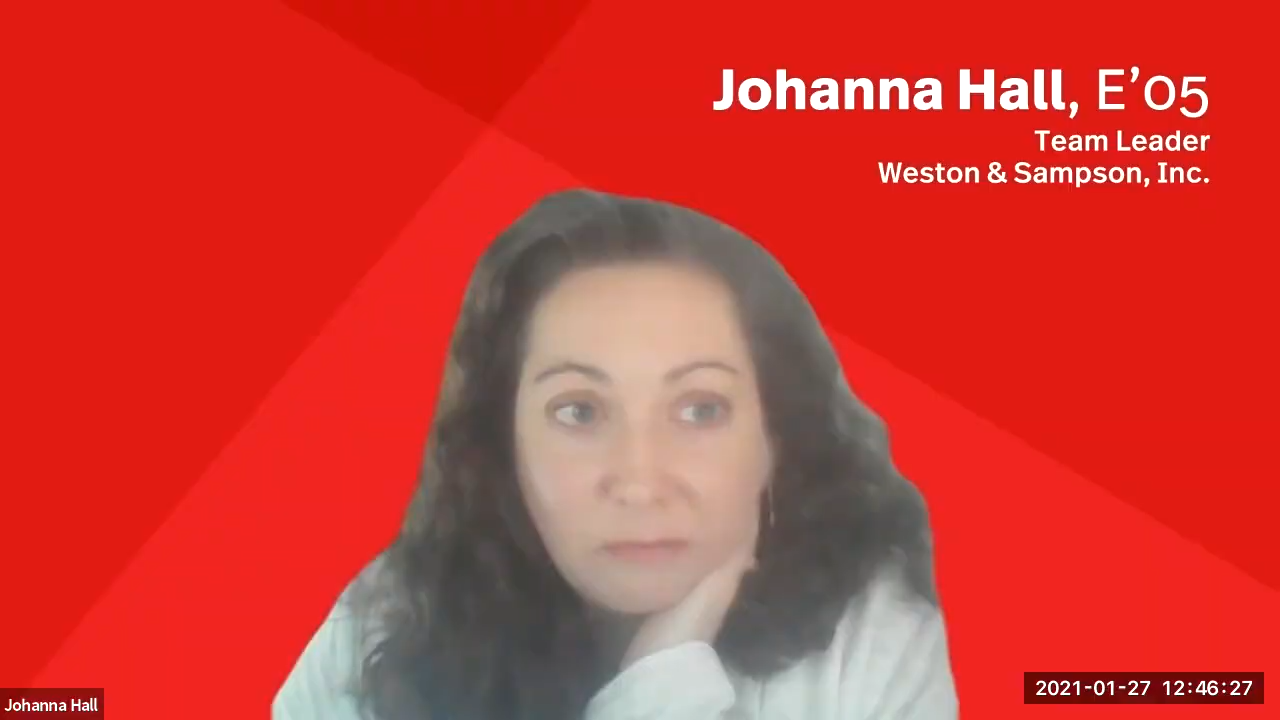 Johanna Hall, E’05
Team Leader
Weston & Sampson, Inc.
Johanna Hall
2021-01-27 12:46:27